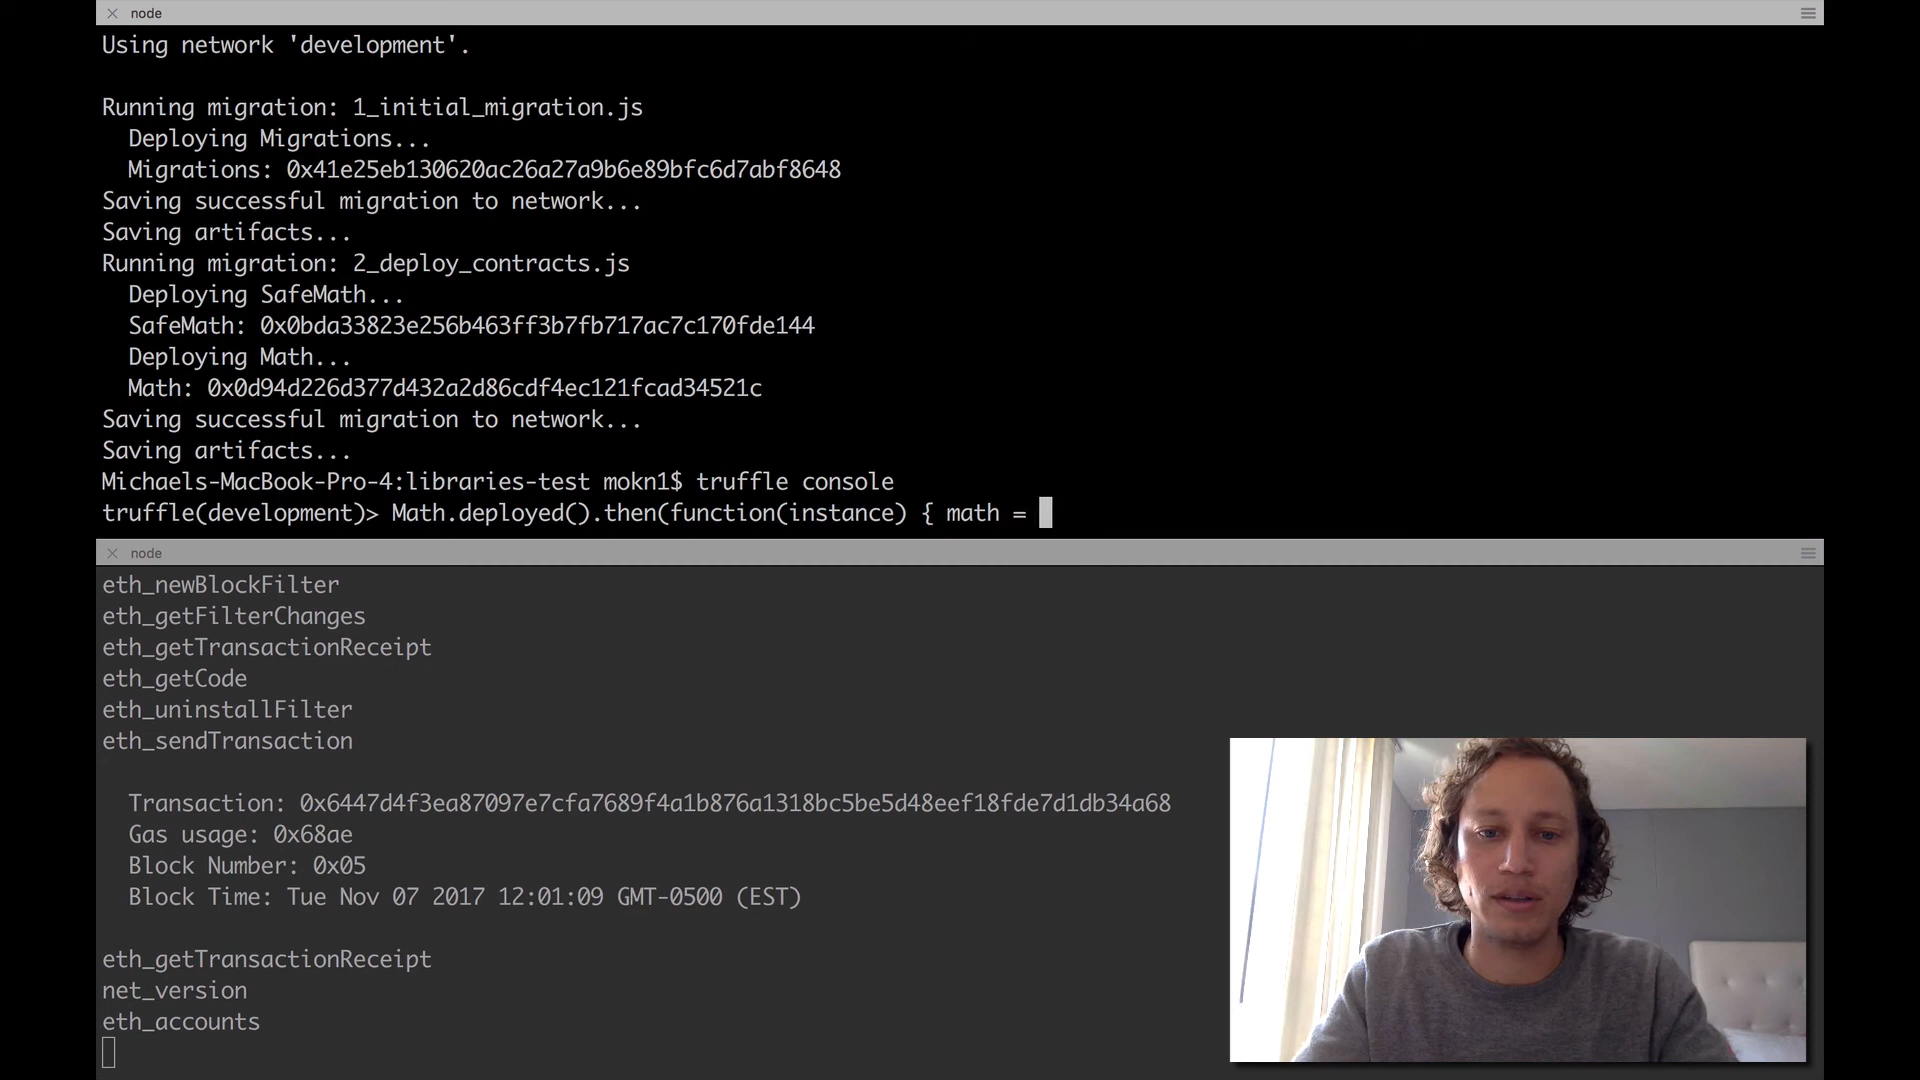 node
Using network 'development'.
Running migration: 1_initial_migration.js
Deploying Migrations...
Migrations: 0x41e25eb130620ac26a27a9b6e89bfc6d7abf8648
Saving successful migration to network...
Saving artifacts...
Running migration: 2_deploy_contracts.js
Deploying SafeMath...
SafeMath: 0x0bda33823e256b463ff3b7fb717ac7c170fde144
Deploying Math...
Math: 0x0d94d226d377d432a2d86cdf4ec121fcad34521c
Saving successful migration to network...
Saving artifacts...
Michaels-MacBook-Pro-4:libraries-test mokn1$ truffle console
truffle(development)> Math.deployed().then(function(instance) { math =
node
eth_newBlockFilter
eth_getFilterChanges
eth_getTransactionReceipt
eth_getCode
eth_uninstallFilter
eth_sendTransaction
Transaction: 0x6447d4f3ea87097e7cfa7689f4a1b876a1318bc5be5d48eef18fde7d1db34a68
Gas usage: 0x68ae
Block Number: 0x05
Block Time: Tue Nov 07 2017 12:01:09 GMT-0500 (EST)
eth_getTransactionReceipt
net_version
eth_accounts